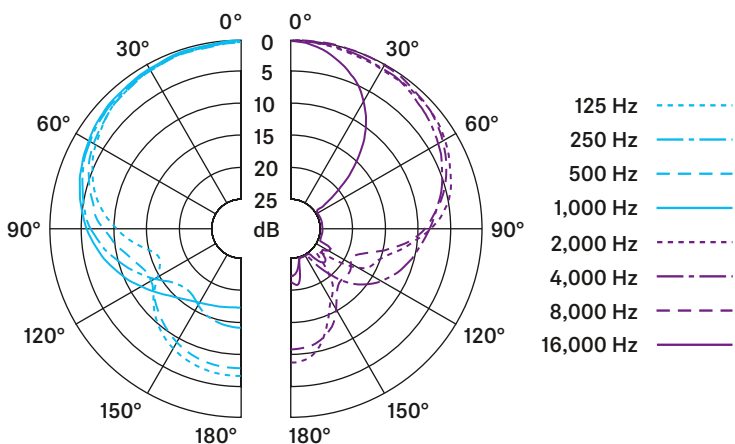 0° 0°
30° 0 30°
5
10
60° 15 60°
20
25
90° dB 90°
120° 120°
150° 150°
180° 180°
125 Hz
250 Hz
500 Hz
1,000 Hz
2,000 Hz
4,000 Hz
8,000 Hz
16,000 Hz